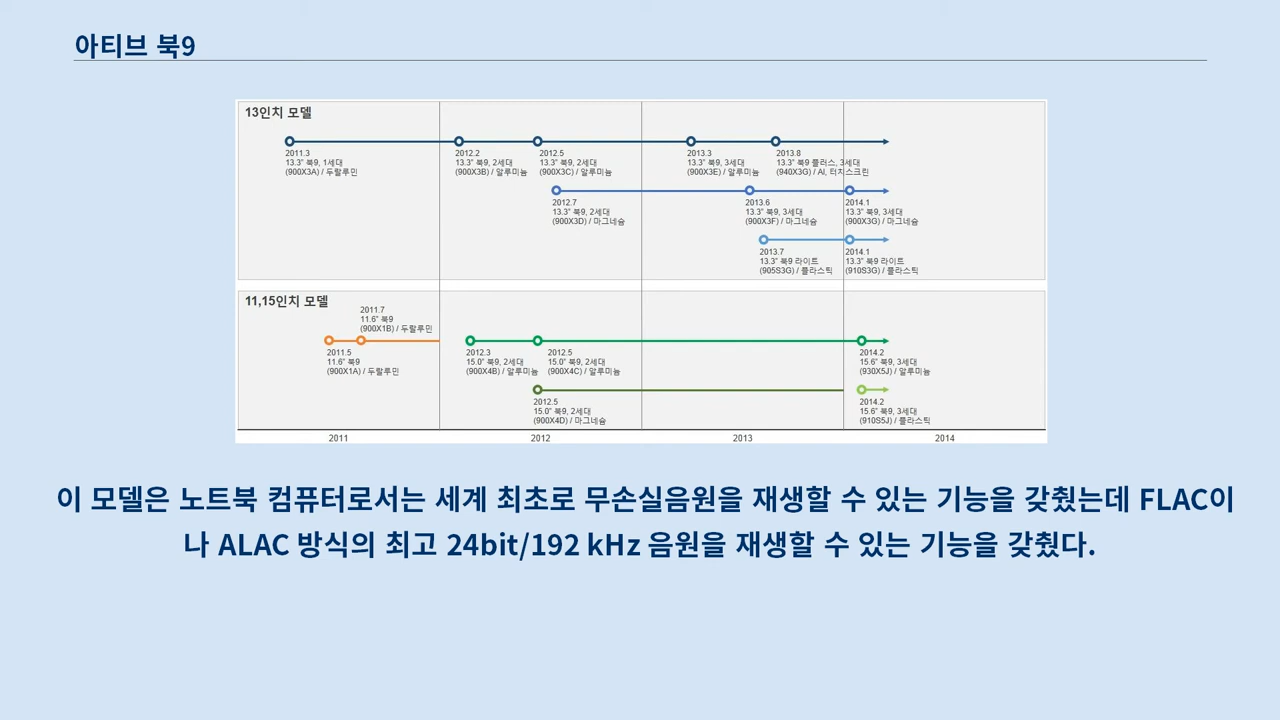 아티브 북9
13인치 모델
2011.3
13.3" 북9, 1세대
(900X3A) / 두랄루민
2012.2
13.3" 북9, 2세대
(900X3B) / 알루미늄
2012.5
13.3" 북9, 2세대
(900X3C) / 알루미늄
2013.3
13.3" 북9, 3세대
(900X3E) / 알루미늄
2013.8
13.3" 북9 플러스, 3세대
(940X3G) / Al, 터치스크린
2012.7
13.3" 북9, 2세대
(900X3D) / 마그네슘
2013.6
13.3" 북9, 3세대
(900X3F) / 마그네슘
2014.1
13.3" 북9, 3세대
(900X3G) / 마그네슘
2013.7
13.3" 북9 라이트
(905S3G) / 플라스틱
2014.1
13.3" 북9 라이트
(910S3G) / 플라스틱
11,15인치 모델
2011.7
11.6" 북9
(900X1B) / 두랄루민
2011.5
11.6" 북9
(900X1A) / 두랄루민
2012.3
15.0" 북9, 2세대
(900X4B) / 알루미늄
2012.5
15.0" 북9, 2세대
(900X4C) / 알루미늄
2014.2
15.6" 북9, 3세대
(930X5J) / 알루미늄
2012.5
15.0" 북9, 2세대
(900X4D) / 마그네슘
2014.2
15.6" 북9, 3세대
(910S5J) / 플라스틱
2011 2012 2013 2014
이 모델은 노트북 컴퓨터로서는 세계 최초로 무손실음원을 재생할 수 있는 기능을 갖췄는데 FLAC이
나 ALAC 방식의 최고 24bit/192 kHz 음원을 재생할 수 있는 기능을 갖췄다.